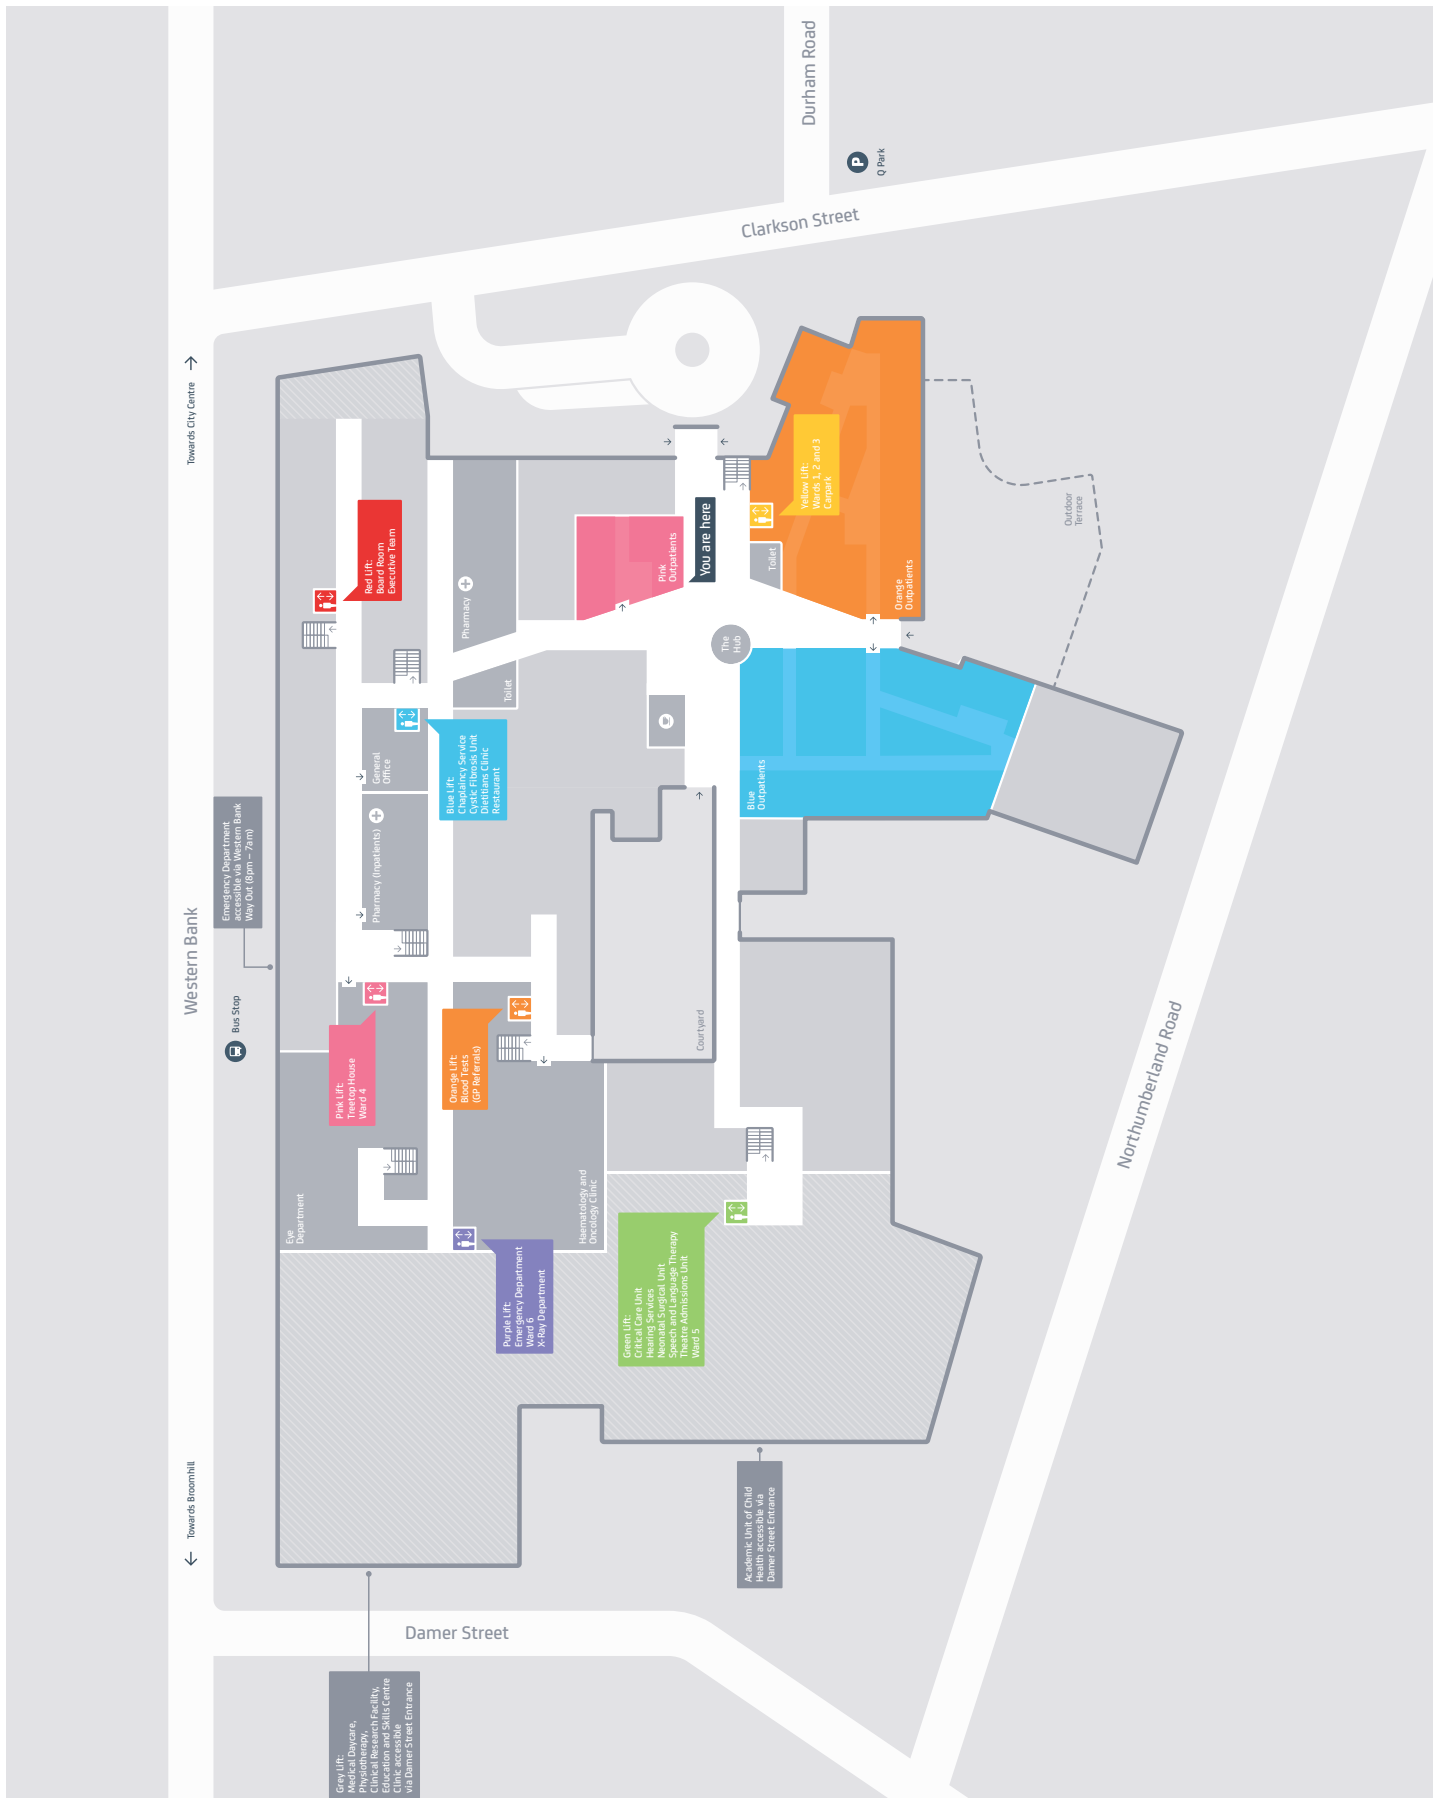 Durham Road
P
Q Park
Clarkson Street
Towards City Centre
Red Lift:
Board Room
Executive Team
Pharmacy
Pink
Outpatients
You are here
Yellow Lift:
Wards 1, 2 and 3
Carpark
Toilet
Orange
Outpatients
Outdoor
Terrace
The
Hub
Toilet
General
Office
Blue Lift:
Chaplaincy Service
Cystic Fibrosis Unit
Dietitians Clinic
Restaurant
Blue
Outpatients
Emergency Department
accessible via Western Bank
Way Out (8pm – 7am)
Pharmacy (Inpatients)
Western Bank
Bus Stop
Pink Lift:
Treetop House
Ward 4
Orange Lift:
Blood Tests
(GP Referrals)
Courtyard
Northumberland Road
Eye
Department
Haematology and
Oncology Clinic
Purple Lift:
Emergency Department
Ward 6
X-Ray Department
Green Lift:
Critical Care Unit
Hearing Services
Neonatal Surgical Unit
Speech and Language Therapy
Theatre Admissions Unit
Ward 5
Towards Broomhill
Academic Unit of Child
Health accessible via
Damer Street Entrance
Damer Street
Grey Lift:
Medical Daycare,
Physiotherapy,
Clinical Research Facility,
Education and Skills Centre
Clinic accessible
via Damer Street Entrance